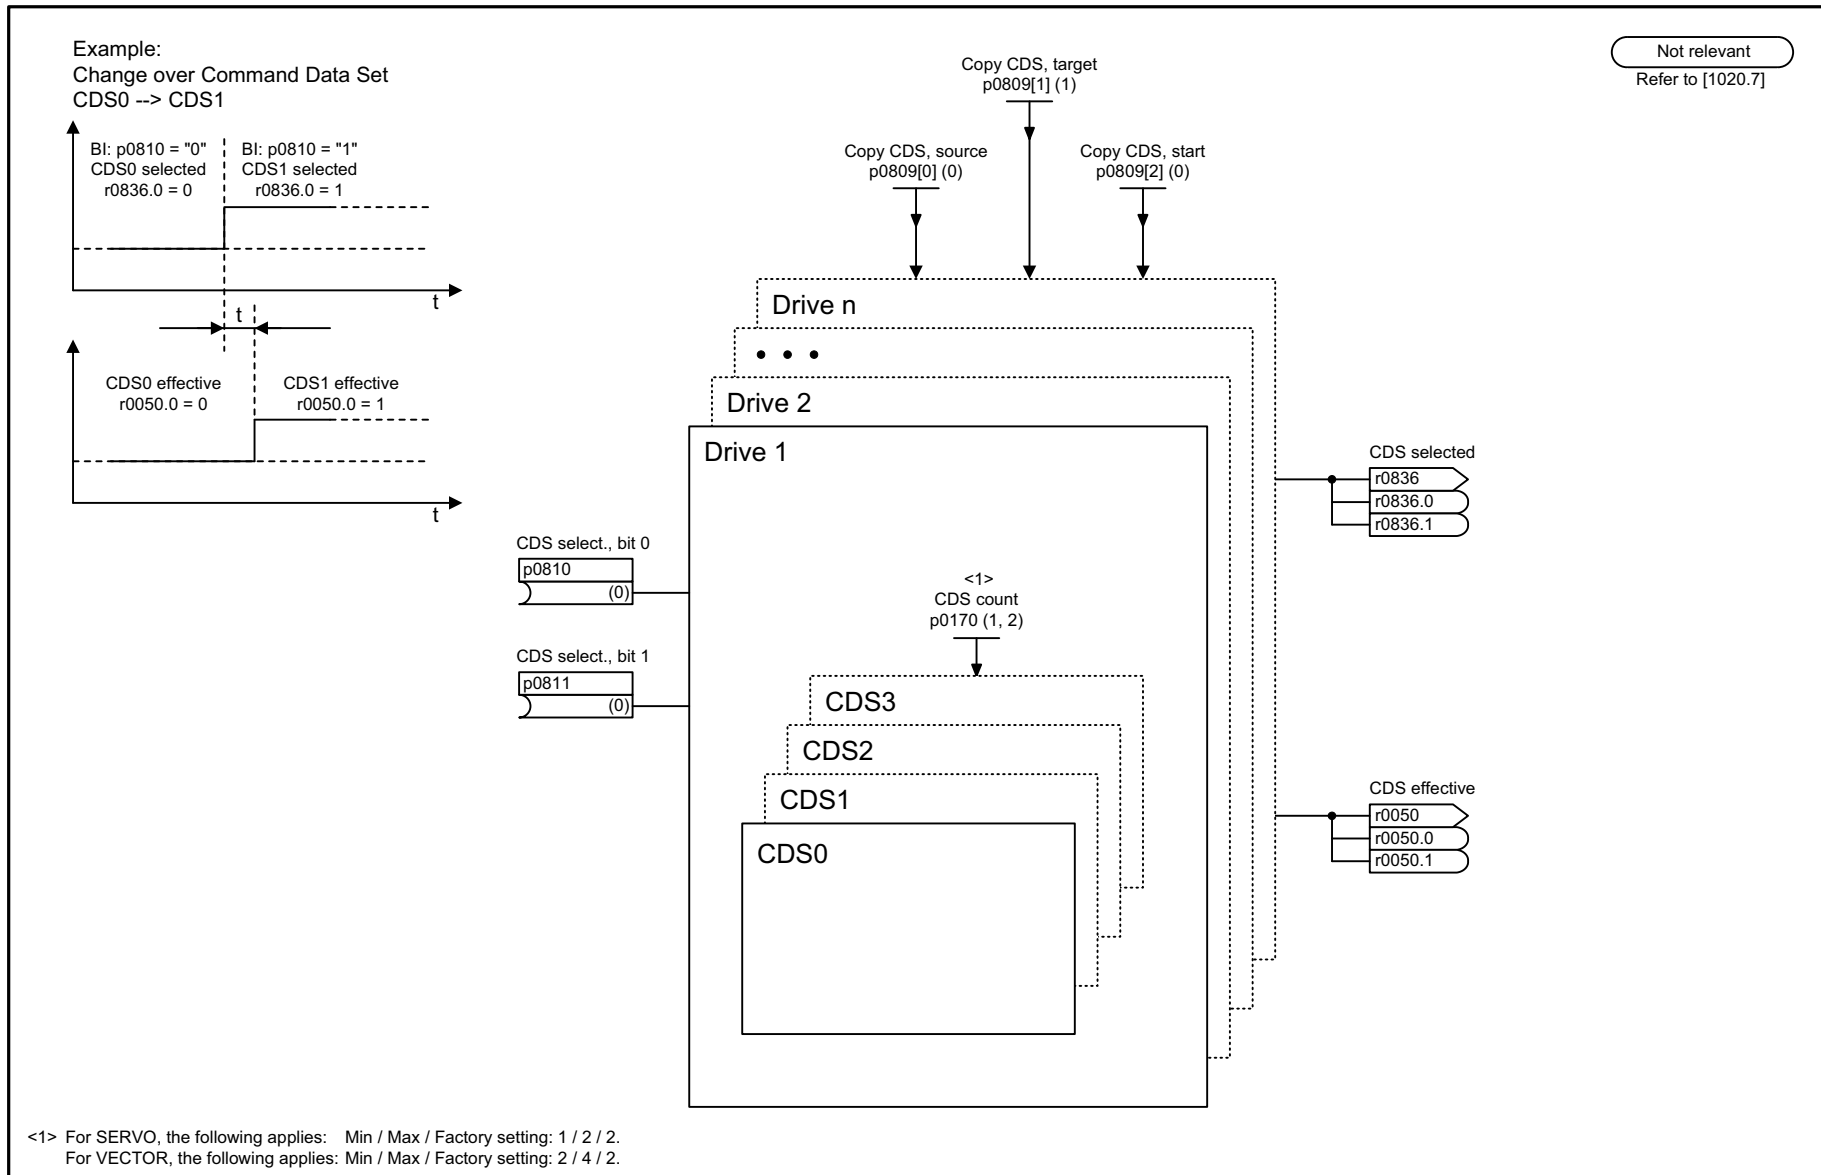 Example:
Change over Command Data Set
CDS0 --> CDS1
BI: p0810 = "0"
CDS0 selected
r0836.0 = 0
BI: p0810 = "1"
CDS1 selected
r0836.0 = 1
t
t
CDS0 effective
r0050.0 = 0
CDS1 effective
r0050.0 = 1
t
Copy CDS, target
p0809[1] (1)
Copy CDS, source
p0809[0] (0)
Copy CDS, start
p0809[2] (0)
Not relevant
Refer to [1020.7]
Drive n
• • •
Drive 2
Drive 1
CDS select., bit 0
p0810
(0)
CDS select., bit 1
p0811
(0)
<1>
CDS count
p0170 (1, 2)
CDS3
CDS2
CDS1
CDS0
CDS selected
r0836
r0836.0
r0836.1
CDS effective
r0050
r0050.0
r0050.1
<1> For SERVO, the following applies: Min / Max / Factory setting: 1 / 2 / 2.
For VECTOR, the following applies: Min / Max / Factory setting: 2 / 4 / 2.